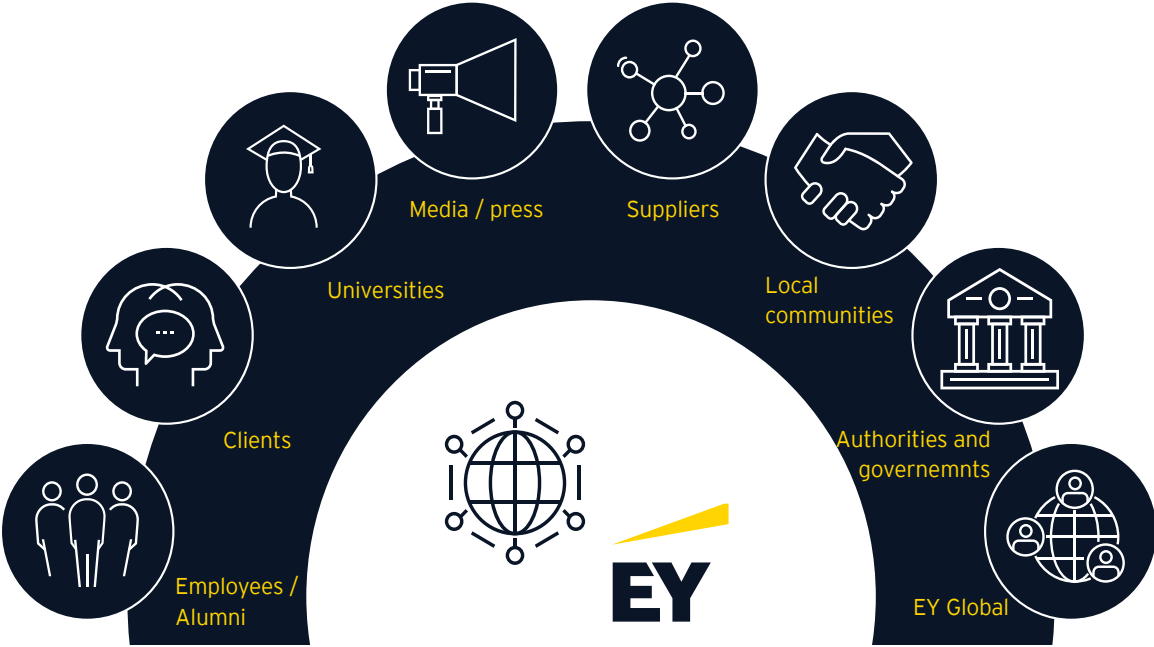 Media / press
Suppliers
Universities
Local
communities
Clients
Authorities and
governemnts
Employees /
Alumni
EY Global
EY